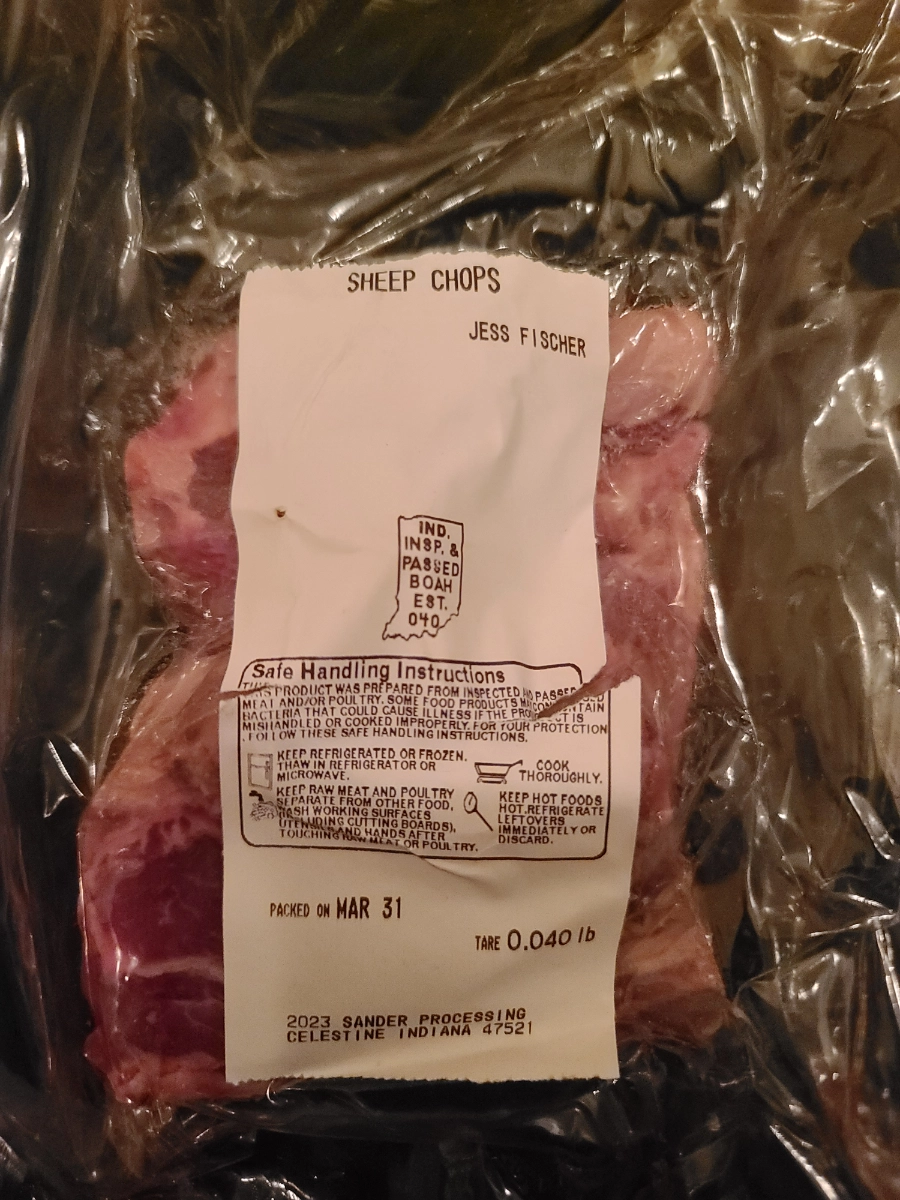 SHEEP CHOPS
JESS FISCHER
IND.
INSP. &
PASSED
BOAH
EST.
040
Safe Handling Instructions
THIS PRODUCT WAS PREPARED FROM INSPECTED AND PASSED
MEAT AND/OR POULTRY. SOME FOOD PRODUCTS MAY CONTAIN
BACTERIA THAT COULD CAUSE ILLNESS IF THE PRODUCT IS
MISHANDLED OR COOKED IMPROPERLY. FOR YOUR PROTECTION
FOLLOW THESE SAFE HANDLING INSTRUCTIONS.
KEEP REFRIGERATED OR FROZEN.
THAW IN REFRIGERATOR OR
MICROWAVE.
COOK
THOROUGHLY.
KEEP RAW MEAT AND POULTRY
SEPARATE FROM OTHER FOOD,
WASH WORKING SURFACES
CUTTING BOARDS),
AND HANDS AFTER
TOUCHING RAW MEAT OR POULTRY.
KEEP HOT FOODS
HOT.REFRIGERATE
LEFTOVERS
IMMEDIATELY OR
DISCARD.
PACKED ON MAR 31
TARE 0.040 lb
2023 SANDER PROCESSING
CELESTINE INDIANA 47521